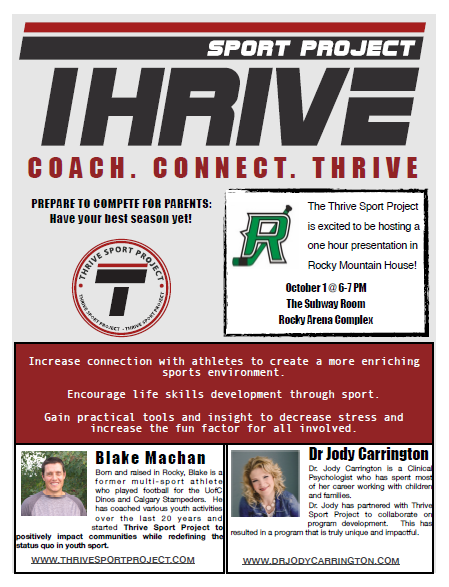 SPORT PROJECT
THRIVE
COACH. CONNECT. THRIVE
PREPARE TO COMPETE FOR PARENTS:
Have your best season yet!
THRIVE SPORT PROJECT
T
THRIVE SPORT PROJECT - THRIVE SPORT PROJECT
R
The Thrive Sport Project
is excited to be hosting a
one hour presentation in
Rocky Mountain House!
October 1 @ 6-7 PM
The Subway Room
Rocky Arena Complex
Increase connection with athletes to create a more enriching
sports environment.
Encourage life skills development through sport.
Gain practical tools and insight to decrease stress and
increase the fun factor for all involved.
Blake Machan
Born and raised in Rocky, Blake is a
former multi-sport athlete
who played football for the UofC
Dinos and Calgary Stampeders. He
has coached various youth activities
over the last 20 years and
started Thrive Sport Project to
positively impact communities while redefining the
status quo in youth sport.
WWW.THRIVESPORTPROJECT.COM
Dr Jody Carrington
Dr. Jody Carrington is a Clinical
Psychologist who has spent most
of her career working with children
and families.
Dr. Jody has partnered with Thrive
Sport Project to collaborate on
program development. This has
resulted in a program that is truly unique and impactful.
WWW.DRJODYCARRINGTON.COM